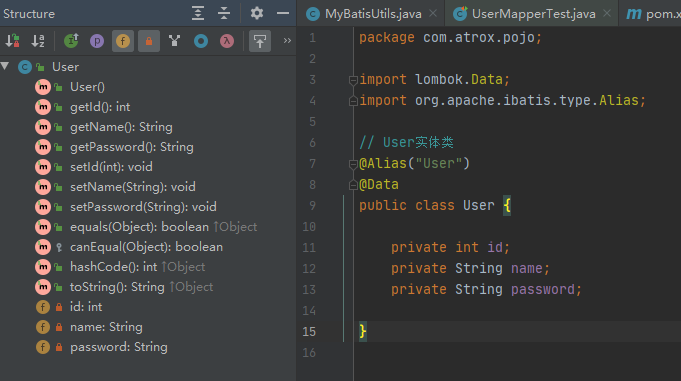 Structure
User
User()
getId(): int
getName(): String
getPassword(): String
setId(int): void
setName(String): void
setPassword(String): void
equals(Object): boolean ↑Object
canEqual(Object): boolean
hashCode(): int ↑Object
toString(): String ↑Object
id: int
name: String
password: String
MyBatisUtils.java × UserMapperTest.java × pom.x
1 package com.atrox.pojo;
2
3 import lombok.Data;
4 import org.apache.ibatis.type.Alias;
5
6 // User实体类
7 @Alias("User")
8 @Data
9 public class User {
10
11 private int id;
12 private String name;
13 private String password;
14
15 }
16